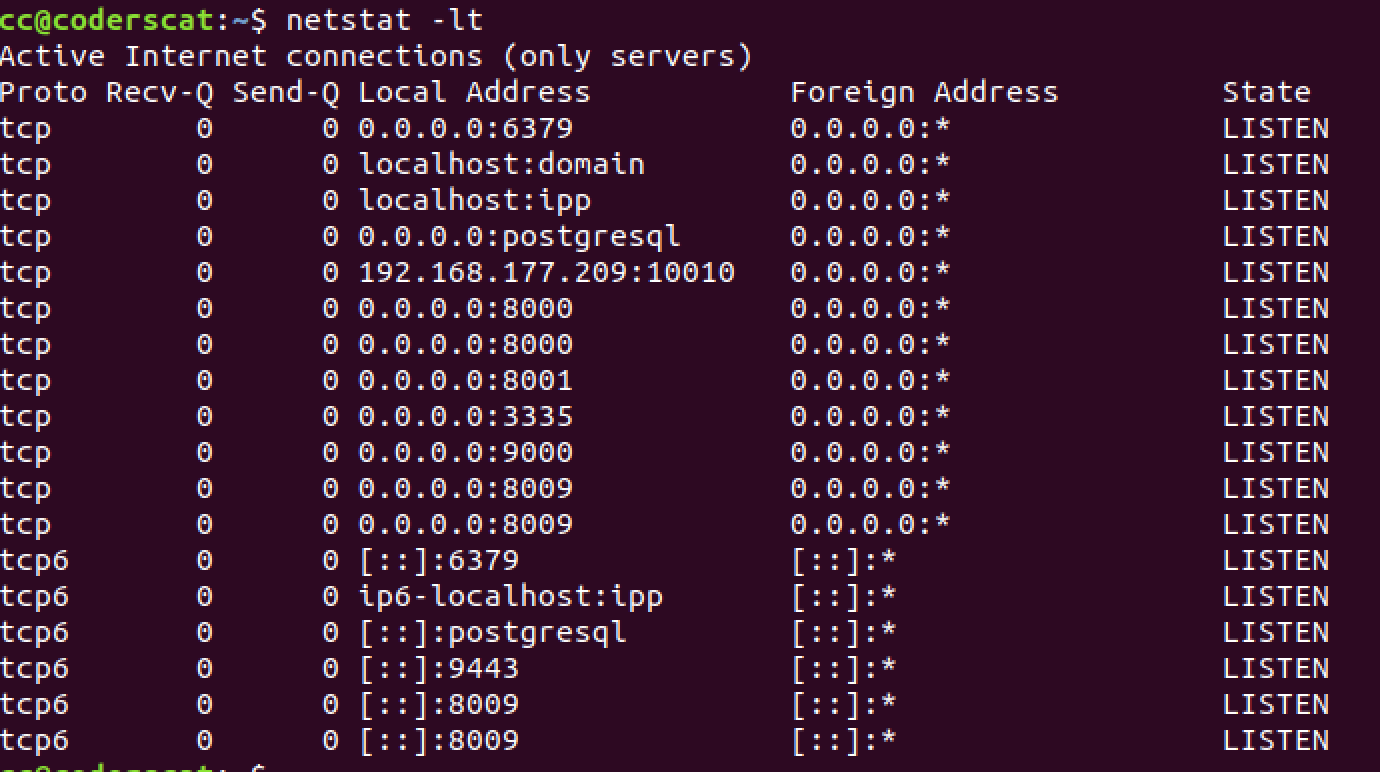 cc@coderscat:~$ netstat -lt
Active Internet connections (only servers)
Proto Recv-Q Send-Q Local Address           Foreign Address         State
tcp        0      0 0.0.0.0:6379            0.0.0.0:*               LISTEN
tcp        0      0 localhost:domain        0.0.0.0:*               LISTEN
tcp        0      0 localhost:ipp           0.0.0.0:*               LISTEN
tcp        0      0 0.0.0.0:postgresql      0.0.0.0:*               LISTEN
tcp        0      0 192.168.177.209:10010   0.0.0.0:*               LISTEN
tcp        0      0 0.0.0.0:8000            0.0.0.0:*               LISTEN
tcp        0      0 0.0.0.0:8000            0.0.0.0:*               LISTEN
tcp        0      0 0.0.0.0:8001            0.0.0.0:*               LISTEN
tcp        0      0 0.0.0.0:3335            0.0.0.0:*               LISTEN
tcp        0      0 0.0.0.0:9000            0.0.0.0:*               LISTEN
tcp        0      0 0.0.0.0:8009            0.0.0.0:*               LISTEN
tcp        0      0 0.0.0.0:8009            0.0.0.0:*               LISTEN
tcp6       0      0 [::]:6379               [::]:*                  LISTEN
tcp6       0      0 ip6-localhost:ipp       [::]:*                  LISTEN
tcp6       0      0 [::]:postgresql         [::]:*                  LISTEN
tcp6       0      0 [::]:9443               [::]:*                  LISTEN
tcp6       0      0 [::]:8009               [::]:*                  LISTEN
tcp6       0      0 [::]:8009               [::]:*                  LISTEN